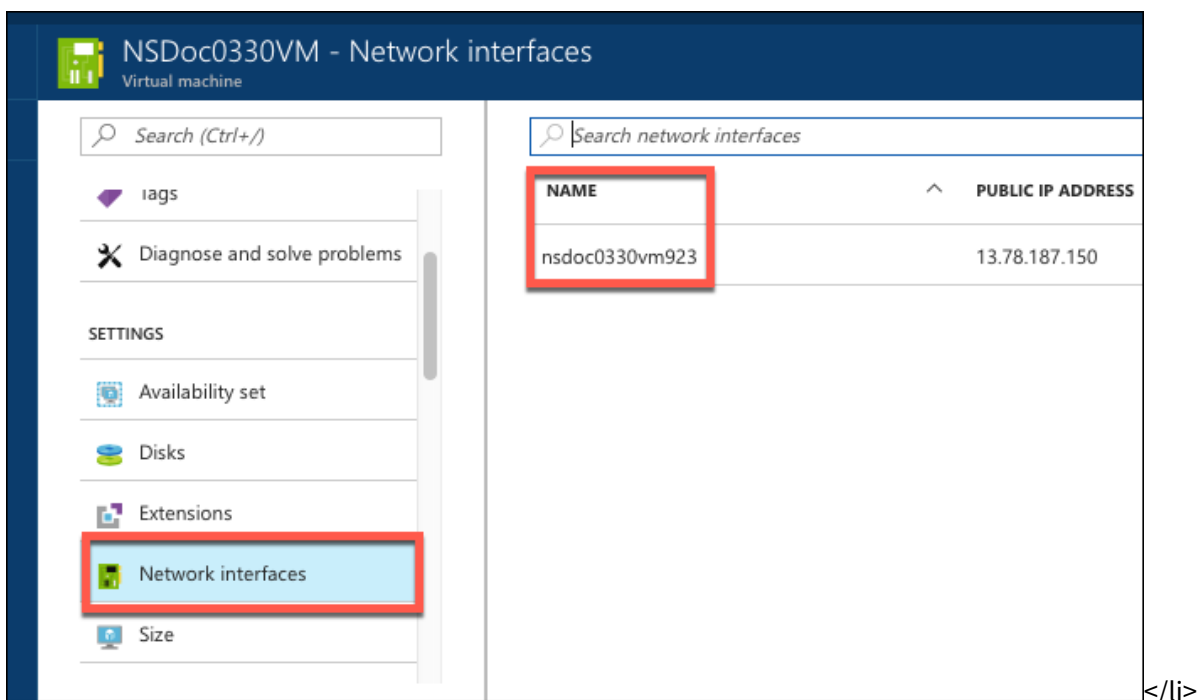 NSDoc0330VM - Network interfaces
Virtual machine
Search (Ctrl+/)
Tags
Diagnose and solve problems
SETTINGS
Availability set
Disks
Extensions
Network interfaces
Size
Search network interfaces
NAME
PUBLIC IP ADDRESS
nsdoc0330vm923
13.78.187.150
</li>